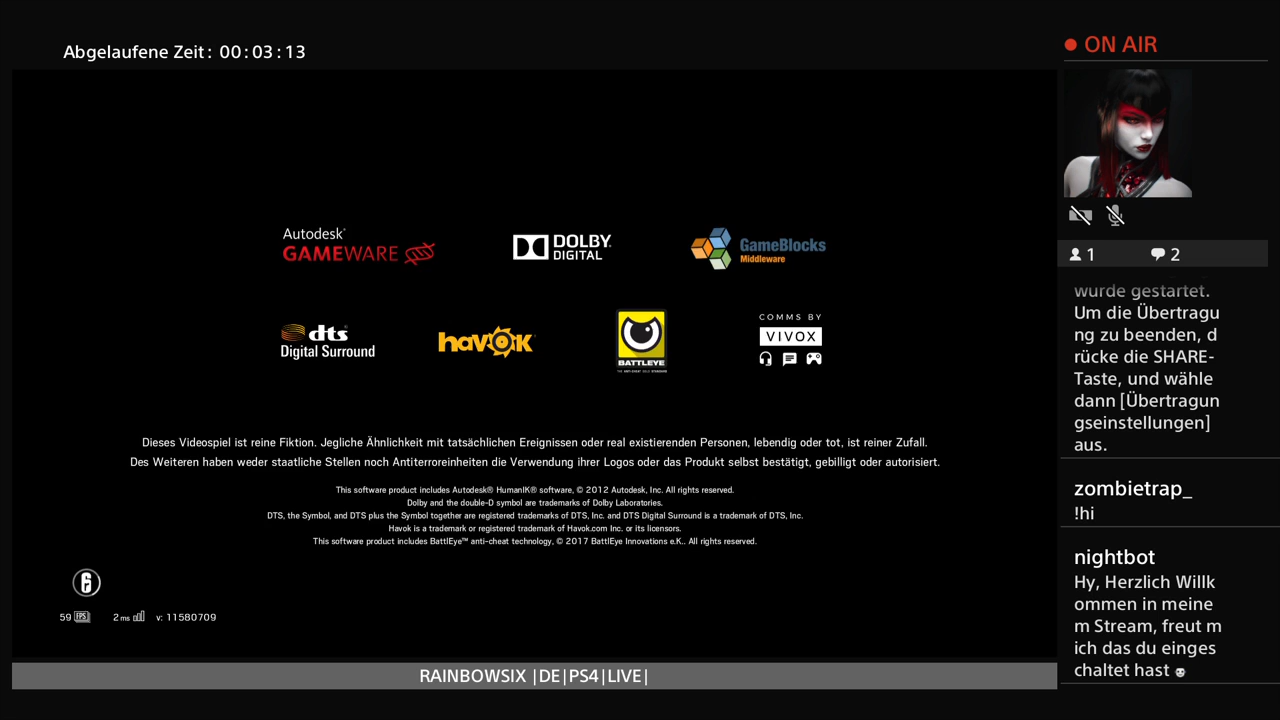 Abgelaufene Zeit: 00:03:13
ON AIR
Autodesk®
GAMEWARE
DOLBY
DIGITAL
GameBlocks
Middleware
dts
Digital Surround
havok
BATTLEYE
COMMS BY
VIVOX
1
2
wurde gestartet.
Um die Übertragu
ng zu beenden, d
rücke die SHARE-
Taste, und wähle
dann [Übertragun
gseinstellungen]
aus.
zombietrap_
!hi
nightbot
Hy, Herzlich Willk
ommen in meine
m Stream, freut m
ich das du einges
chaltet hast
Dieses Videospiel ist reine Fiktion. Jegliche Ähnlichkeit mit tatsächlichen Ereignissen oder real existierenden Personen, lebendig oder tot, ist reiner Zufall.
Des Weiteren haben weder staatliche Stellen noch Antiterroreinheiten die Verwendung ihrer Logos oder das Produkt selbst bestätigt, gebilligt oder autorisiert.
This software product includes Autodesk® HumanIK® software, © 2012 Autodesk, Inc. All rights reserved.
Dolby and the double-D symbol are trademarks of Dolby Laboratories.
DTS, the Symbol, and DTS plus the Symbol together are registered trademarks of DTS, Inc. and DTS Digital Surround is a trademark of DTS, Inc.
Havok is a trademark or registered trademark of Havok.com Inc. or its licensors.
This software product includes BattlEye™ anti-cheat technology, © 2017 BattlEye Innovations e.K.. All rights reserved.
6
59 FPS 2 ms v: 11580709
RAINBOWSIX |DE|PS4|LIVE|